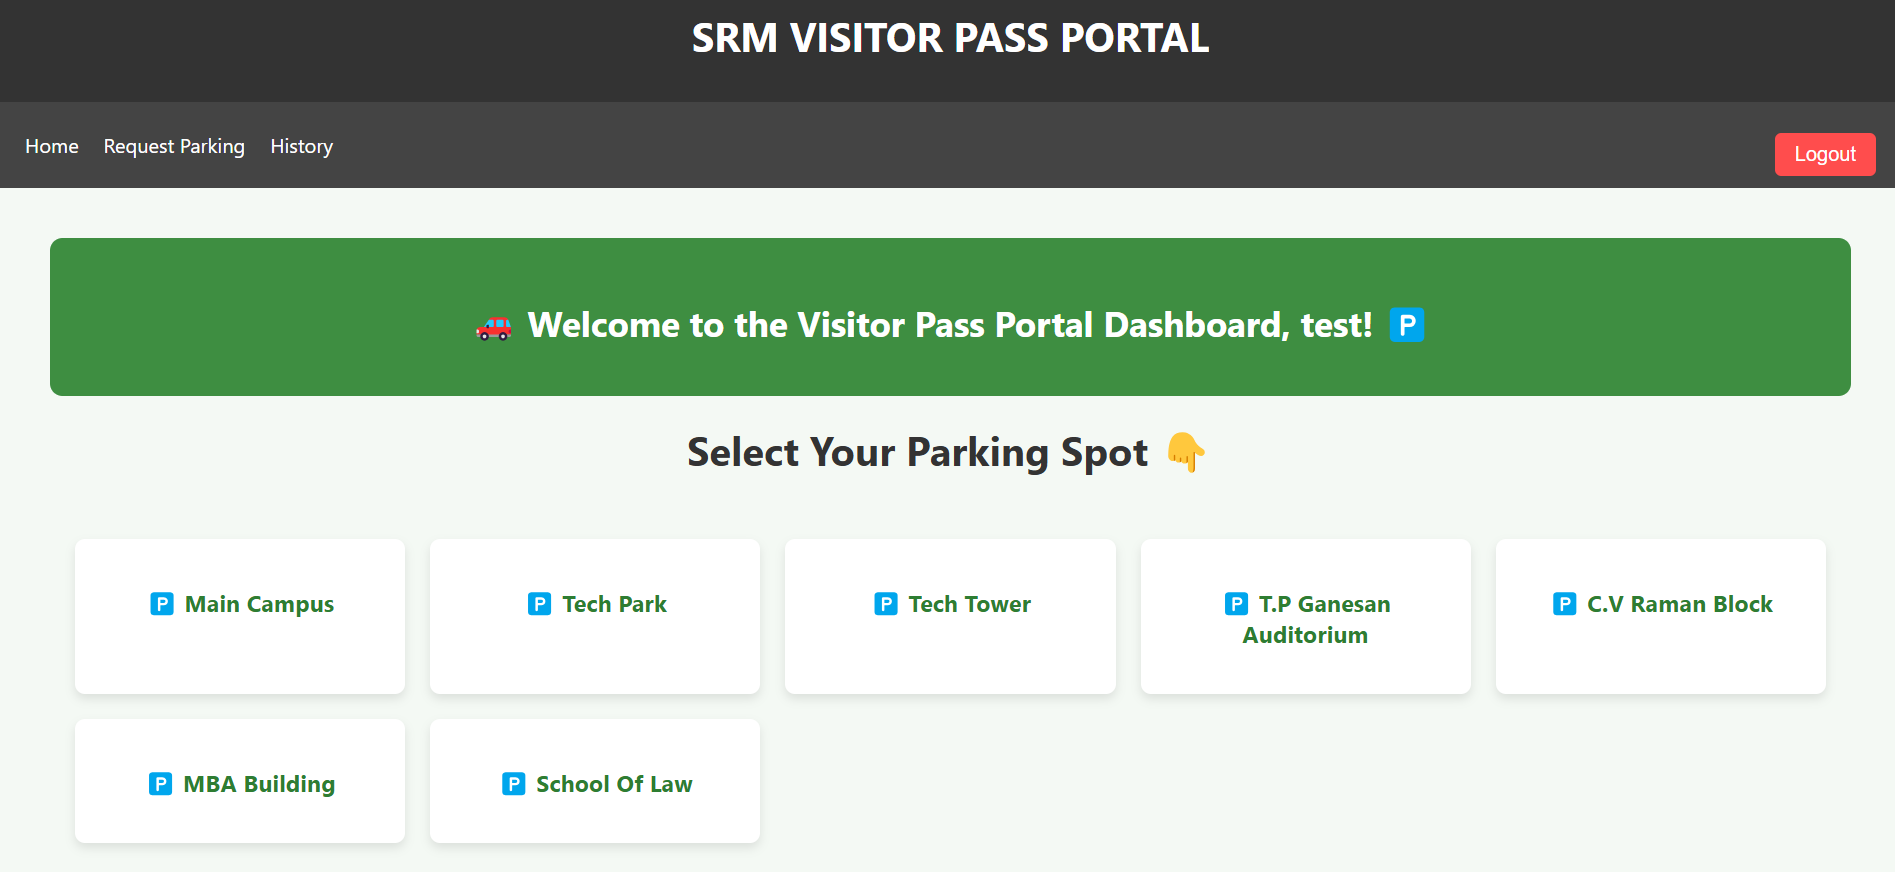 SRM VISITOR PASS PORTAL
Home Request Parking History
Logout
🚗 Welcome to the Visitor Pass Portal Dashboard, test! 🅿️
Select Your Parking Spot 👇
🅿️ Main Campus
🅿️ Tech Park
🅿️ Tech Tower
🅿️ T.P Ganesan
Auditorium
🅿️ C.V Raman Block
🅿️ MBA Building
🅿️ School Of Law